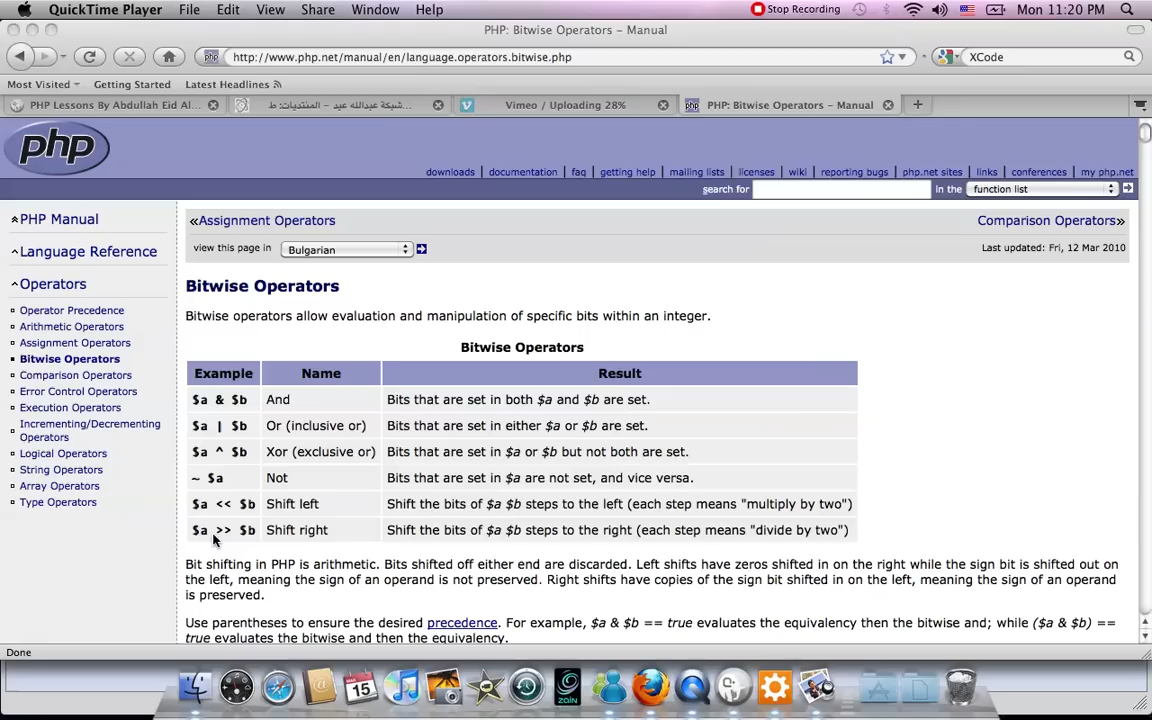 QuickTime Player File Edit View Share Window Help Stop Recording Mon 11:20 PM
PHP: Bitwise Operators – Manual
http://www.php.net/manual/en/language.operators.bitwise.php XCode
Most Visited Getting Started Latest Headlines
PHP Lessons By Abdullah Eid Al... شبكة عبدالله عيد - المنتديات: ط... Vimeo / Uploading 28% PHP: Bitwise Operators – Manual
php
downloads | documentation | faq | getting help | mailing lists | licenses | wiki | reporting bugs | php.net sites | links | conferences | my php.net
search for in the function list
PHP Manual
Language Reference
Operators
Operator Precedence
Arithmetic Operators
Assignment Operators
Bitwise Operators
Comparison Operators
Error Control Operators
Execution Operators
Incrementing/Decrementing
Operators
Logical Operators
String Operators
Array Operators
Type Operators
«Assignment Operators Comparison Operators»
view this page in Bulgarian Last updated: Fri, 12 Mar 2010
Bitwise Operators
Bitwise operators allow evaluation and manipulation of specific bits within an integer.
Bitwise Operators
Example Name Result
$a & $b And Bits that are set in both $a and $b are set.
$a | $b Or (inclusive or) Bits that are set in either $a or $b are set.
$a ^ $b Xor (exclusive or) Bits that are set in $a or $b but not both are set.
~ $a Not Bits that are set in $a are not set, and vice versa.
$a << $b Shift left Shift the bits of $a $b steps to the left (each step means "multiply by two")
$a >> $b Shift right Shift the bits of $a $b steps to the right (each step means "divide by two")
Bit shifting in PHP is arithmetic. Bits shifted off either end are discarded. Left shifts have zeros shifted in on the right while the sign bit is shifted out on
the left, meaning the sign of an operand is not preserved. Right shifts have copies of the sign bit shifted in on the left, meaning the sign of an operand
is preserved.
Use parentheses to ensure the desired precedence. For example, $a & $b == true evaluates the equivalency then the bitwise and; while ($a & $b) ==
true evaluates the bitwise and then the equivalency.
Done
MAR
15
zain